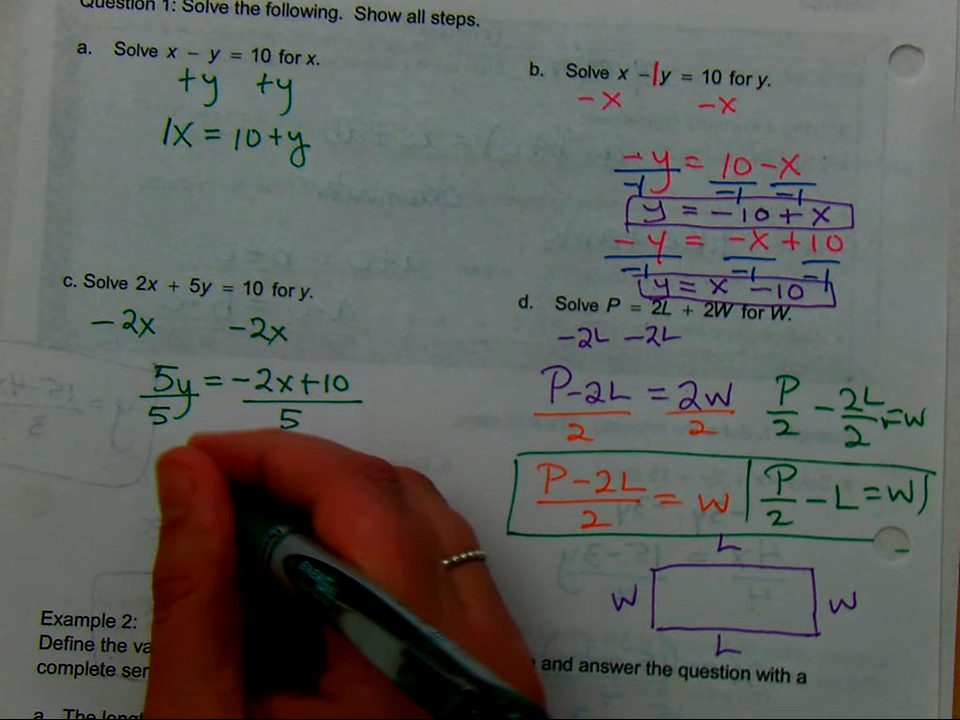 Question 1: Solve the following. Show all steps.
a. Solve x − y = 10 for x.
+y +y
1x = 10+y
b. Solve x −1y = 10 for y.
−x −x
−y = 10 −x
−1 −1 −1
y = −10 + x
−y = −x + 10
−1 −1 −1
y = x −10
c. Solve 2x + 5y = 10 for y.
−2x −2x
5y = −2x+10
5 5
d. Solve P = 2L + 2W for W.
−2L −2L
P−2L = 2W
2 2
P/2 − 2L/2 = W
P−2L/2 = W
P/2 − L = W
L
W W
L
Example 2:
Define the
complete
and answer the question with a
a. The